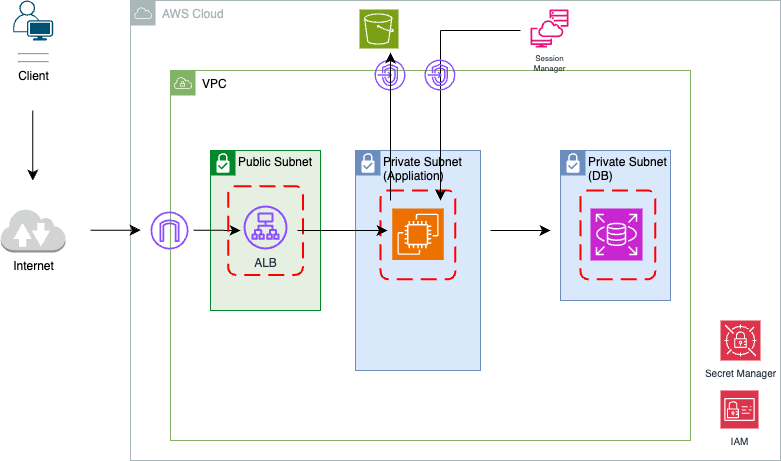 AWS Cloud
Client
Session
Manager
VPC
Public Subnet
Private Subnet
(Appliation)
Private Subnet
(DB)
ALB
Internet
Secret Manager
IAM